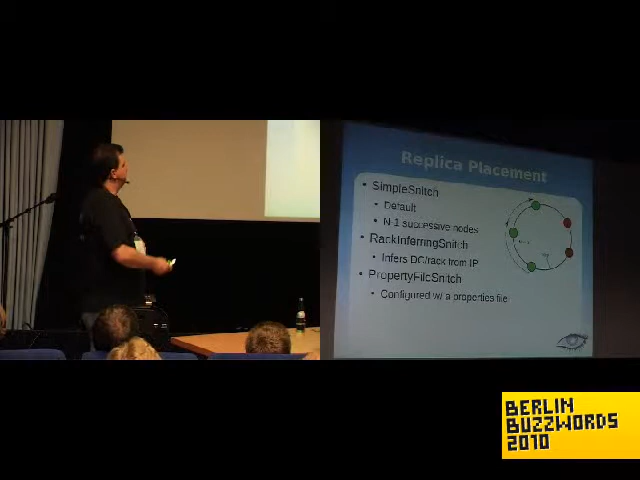 Replica Placement
• SimpleSnitch
• Default
• N-1 successive nodes
• RackInferringSnitch
• Infers DC/rack from IP
• PropertyFileSnitch
• Configured w/ a properties file
BERLIN
BUZZWORDS
2010